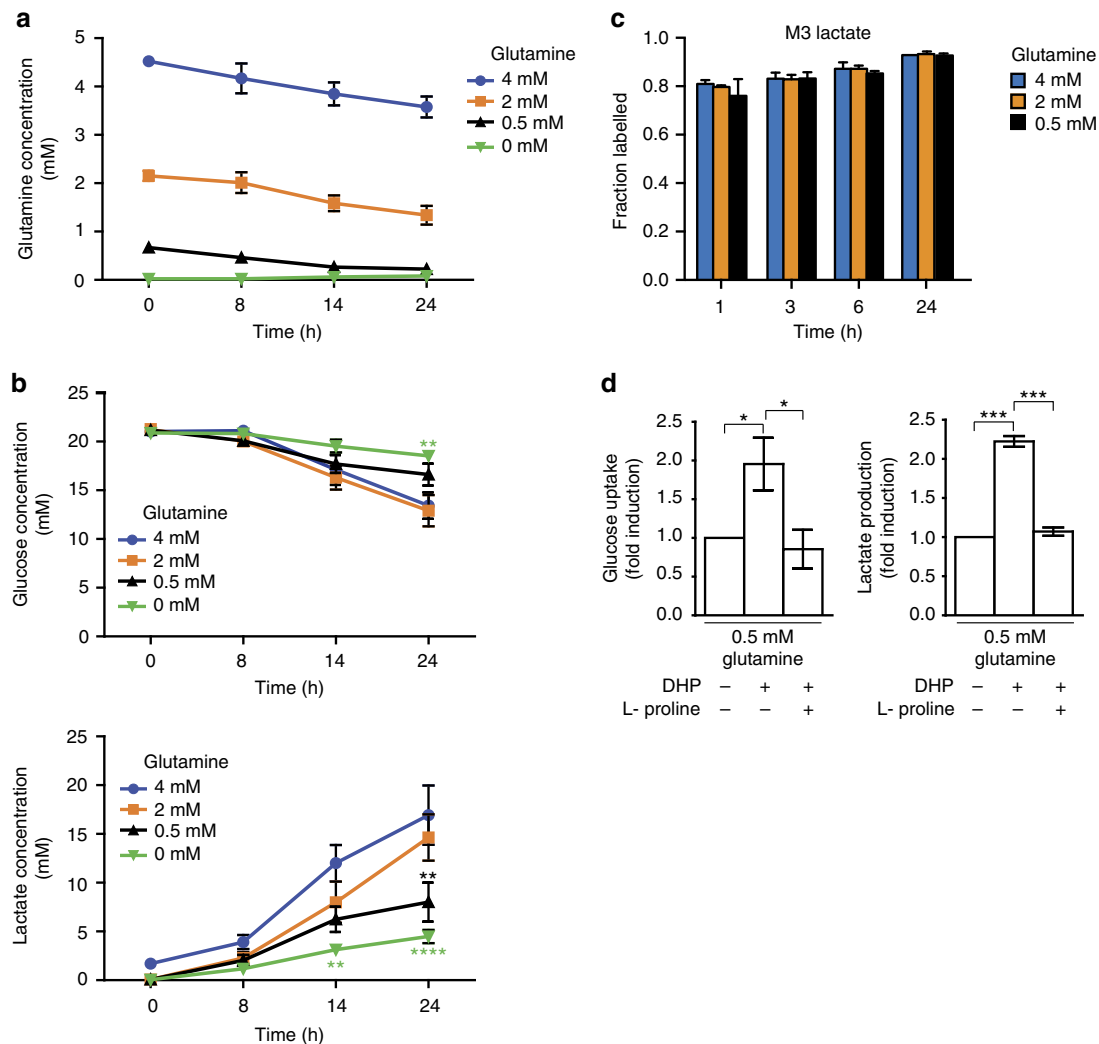 a
Glutamine concentration
(mM)
5
4
3
2
1
0
0 8 14 24
Time (h)
Glutamine
4 mM
2 mM
0.5 mM
0 mM
b
Glucose concentration
(mM)
25
20
15
10
5
0
Glutamine
4 mM
2 mM
0.5 mM
0 mM
**
0 8 14 24
Time (h)
Lactate concentration
(mM)
25
20
15
10
5
0
Glutamine
4 mM
2 mM
0.5 mM
0 mM
**
**
****
0 8 14 24
Time (h)
c
M3 lactate
Fraction labelled
1.0
0.8
0.6
0.4
0.2
0.0
1 3 6 24
Time (h)
Glutamine
4 mM
2 mM
0.5 mM
d
Glucose uptake
(fold induction)
2.5
2.0
1.5
1.0
0.5
0.0
* *
0.5 mM
glutamine
DHP – + +
L- proline – – +
Lactate production
(fold induction)
2.5
2.0
1.5
1.0
0.5
0.0
*** ***
0.5 mM
glutamine
DHP – + +
L- proline – – +